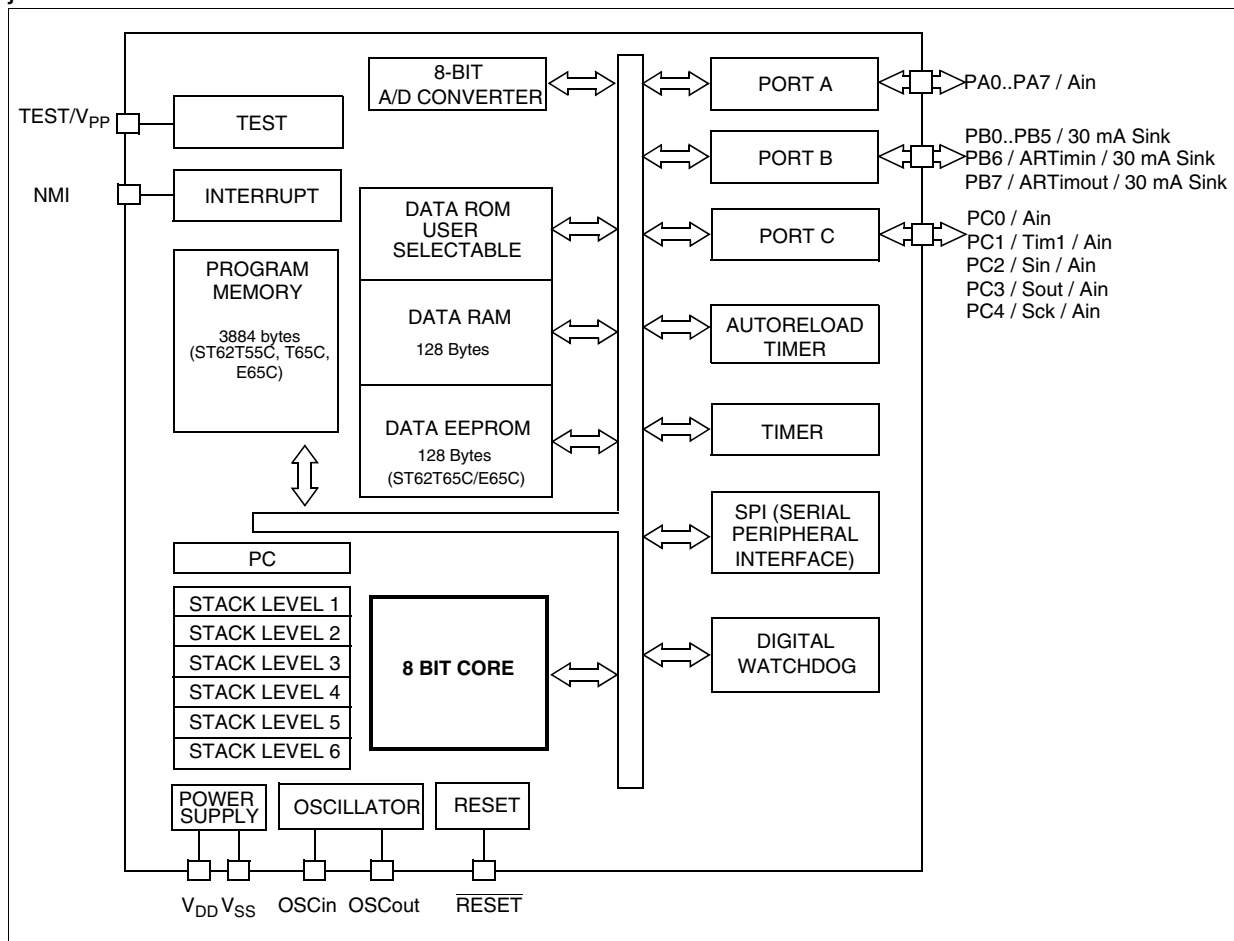 8-BIT
A/D CONVERTER
PORT A
PA0..PA7 / Ain
TEST/VPP
TEST
PORT B
PB0..PB5 / 30 mA Sink
PB6 / ARTimin / 30 mA Sink
PB7 / ARTimout / 30 mA Sink
NMI
INTERRUPT
DATA ROM
USER
SELECTABLE
PORT C
PC0 / Ain
PC1 / Tim1 / Ain
PC2 / Sin / Ain
PC3 / Sout / Ain
PC4 / Sck / Ain
PROGRAM
MEMORY
3884 bytes
(ST62T55C, T65C,
E65C)
DATA RAM
128 Bytes
AUTORELOAD
TIMER
DATA EEPROM
128 Bytes
(ST62T65C/E65C)
TIMER
SPI (SERIAL
PERIPHERAL
INTERFACE)
PC
STACK LEVEL 1
STACK LEVEL 2
STACK LEVEL 3
STACK LEVEL 4
STACK LEVEL 5
STACK LEVEL 6
8 BIT CORE
DIGITAL
WATCHDOG
POWER
SUPPLY
OSCILLATOR
RESET
VDD VSS
OSCin OSCout
RESET